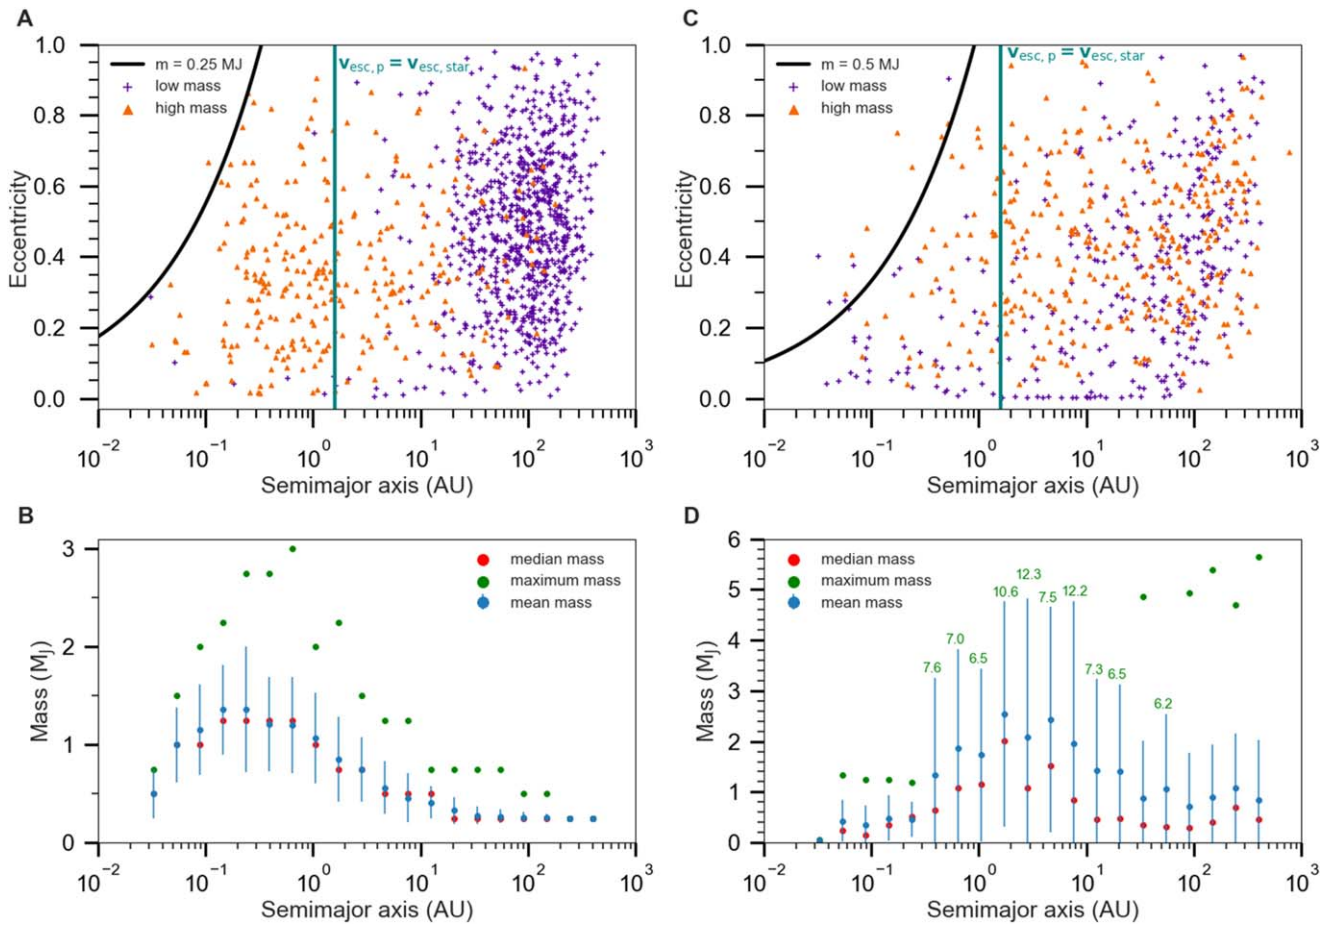 A
1.0
0.8
0.6
0.4
0.2
0.0
Eccentricity
m = 0.25 MJ
low mass
high mass
v_esc, p = v_esc, star
10^−2 10^−1 10^0 10^1 10^2 10^3
Semimajor axis (AU)
C
1.0
0.8
0.6
0.4
0.2
0.0
Eccentricity
m = 0.5 MJ
low mass
high mass
v_esc, p = v_esc, star
10^−2 10^−1 10^0 10^1 10^2 10^3
Semimajor axis (AU)
B
3
2
1
0
Mass (M_J)
median mass
maximum mass
mean mass
10^−2 10^−1 10^0 10^1 10^2 10^3
Semimajor axis (AU)
D
6
5
4
3
2
1
0
Mass (M_J)
median mass
maximum mass
mean mass
7.6 7.0 6.5 10.6 12.3 7.5 12.2 7.3 6.5 6.2
10^−2 10^−1 10^0 10^1 10^2 10^3
Semimajor axis (AU)